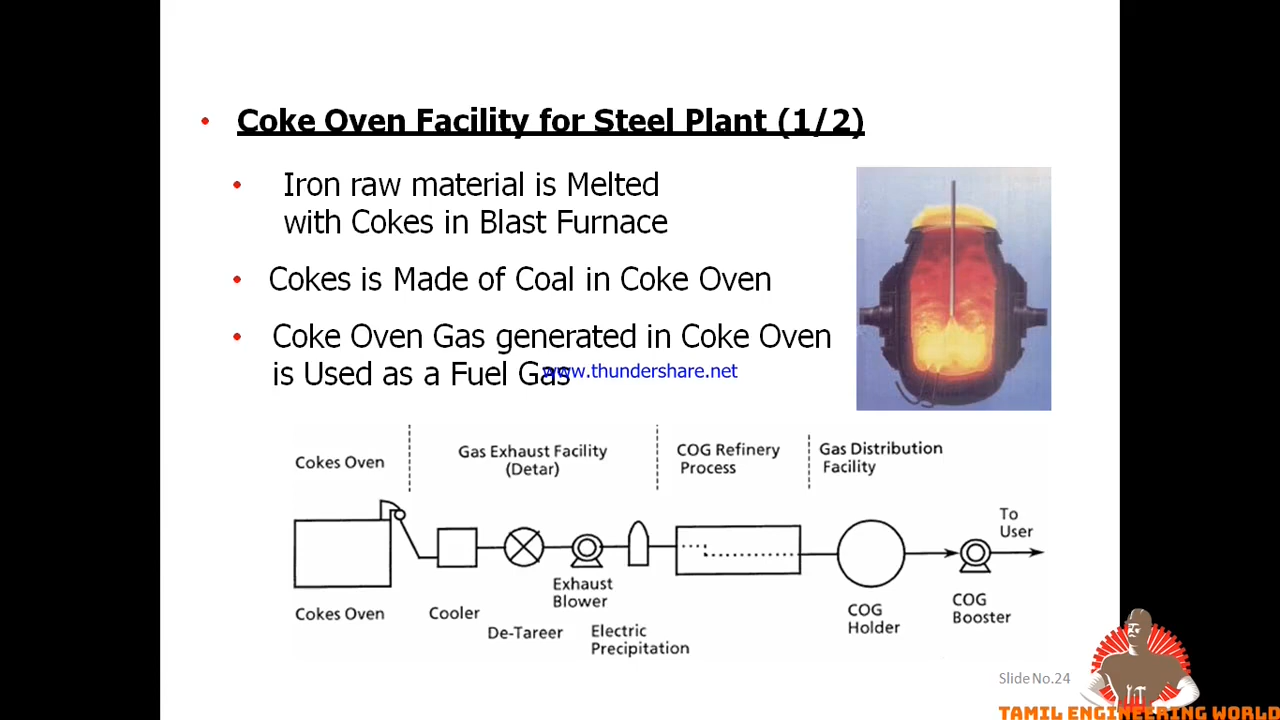 Coke Oven Facility for Steel Plant (1/2)
Iron raw material is Melted
with Cokes in Blast Furnace
Cokes is Made of Coal in Coke Oven
Coke Oven Gas generated in Coke Oven
is Used as a Fuel Gas
www.thundershare.net
Cokes Oven
Gas Exhaust Facility
(Detar)
COG Refinery
Process
Gas Distribution
Facility
To
User
Cokes Oven
Cooler
De-Tareer
Exhaust
Blower
Electric
Precipitation
COG
Holder
COG
Booster
Slide No.24
TAMIL ENGINEERING WORLD